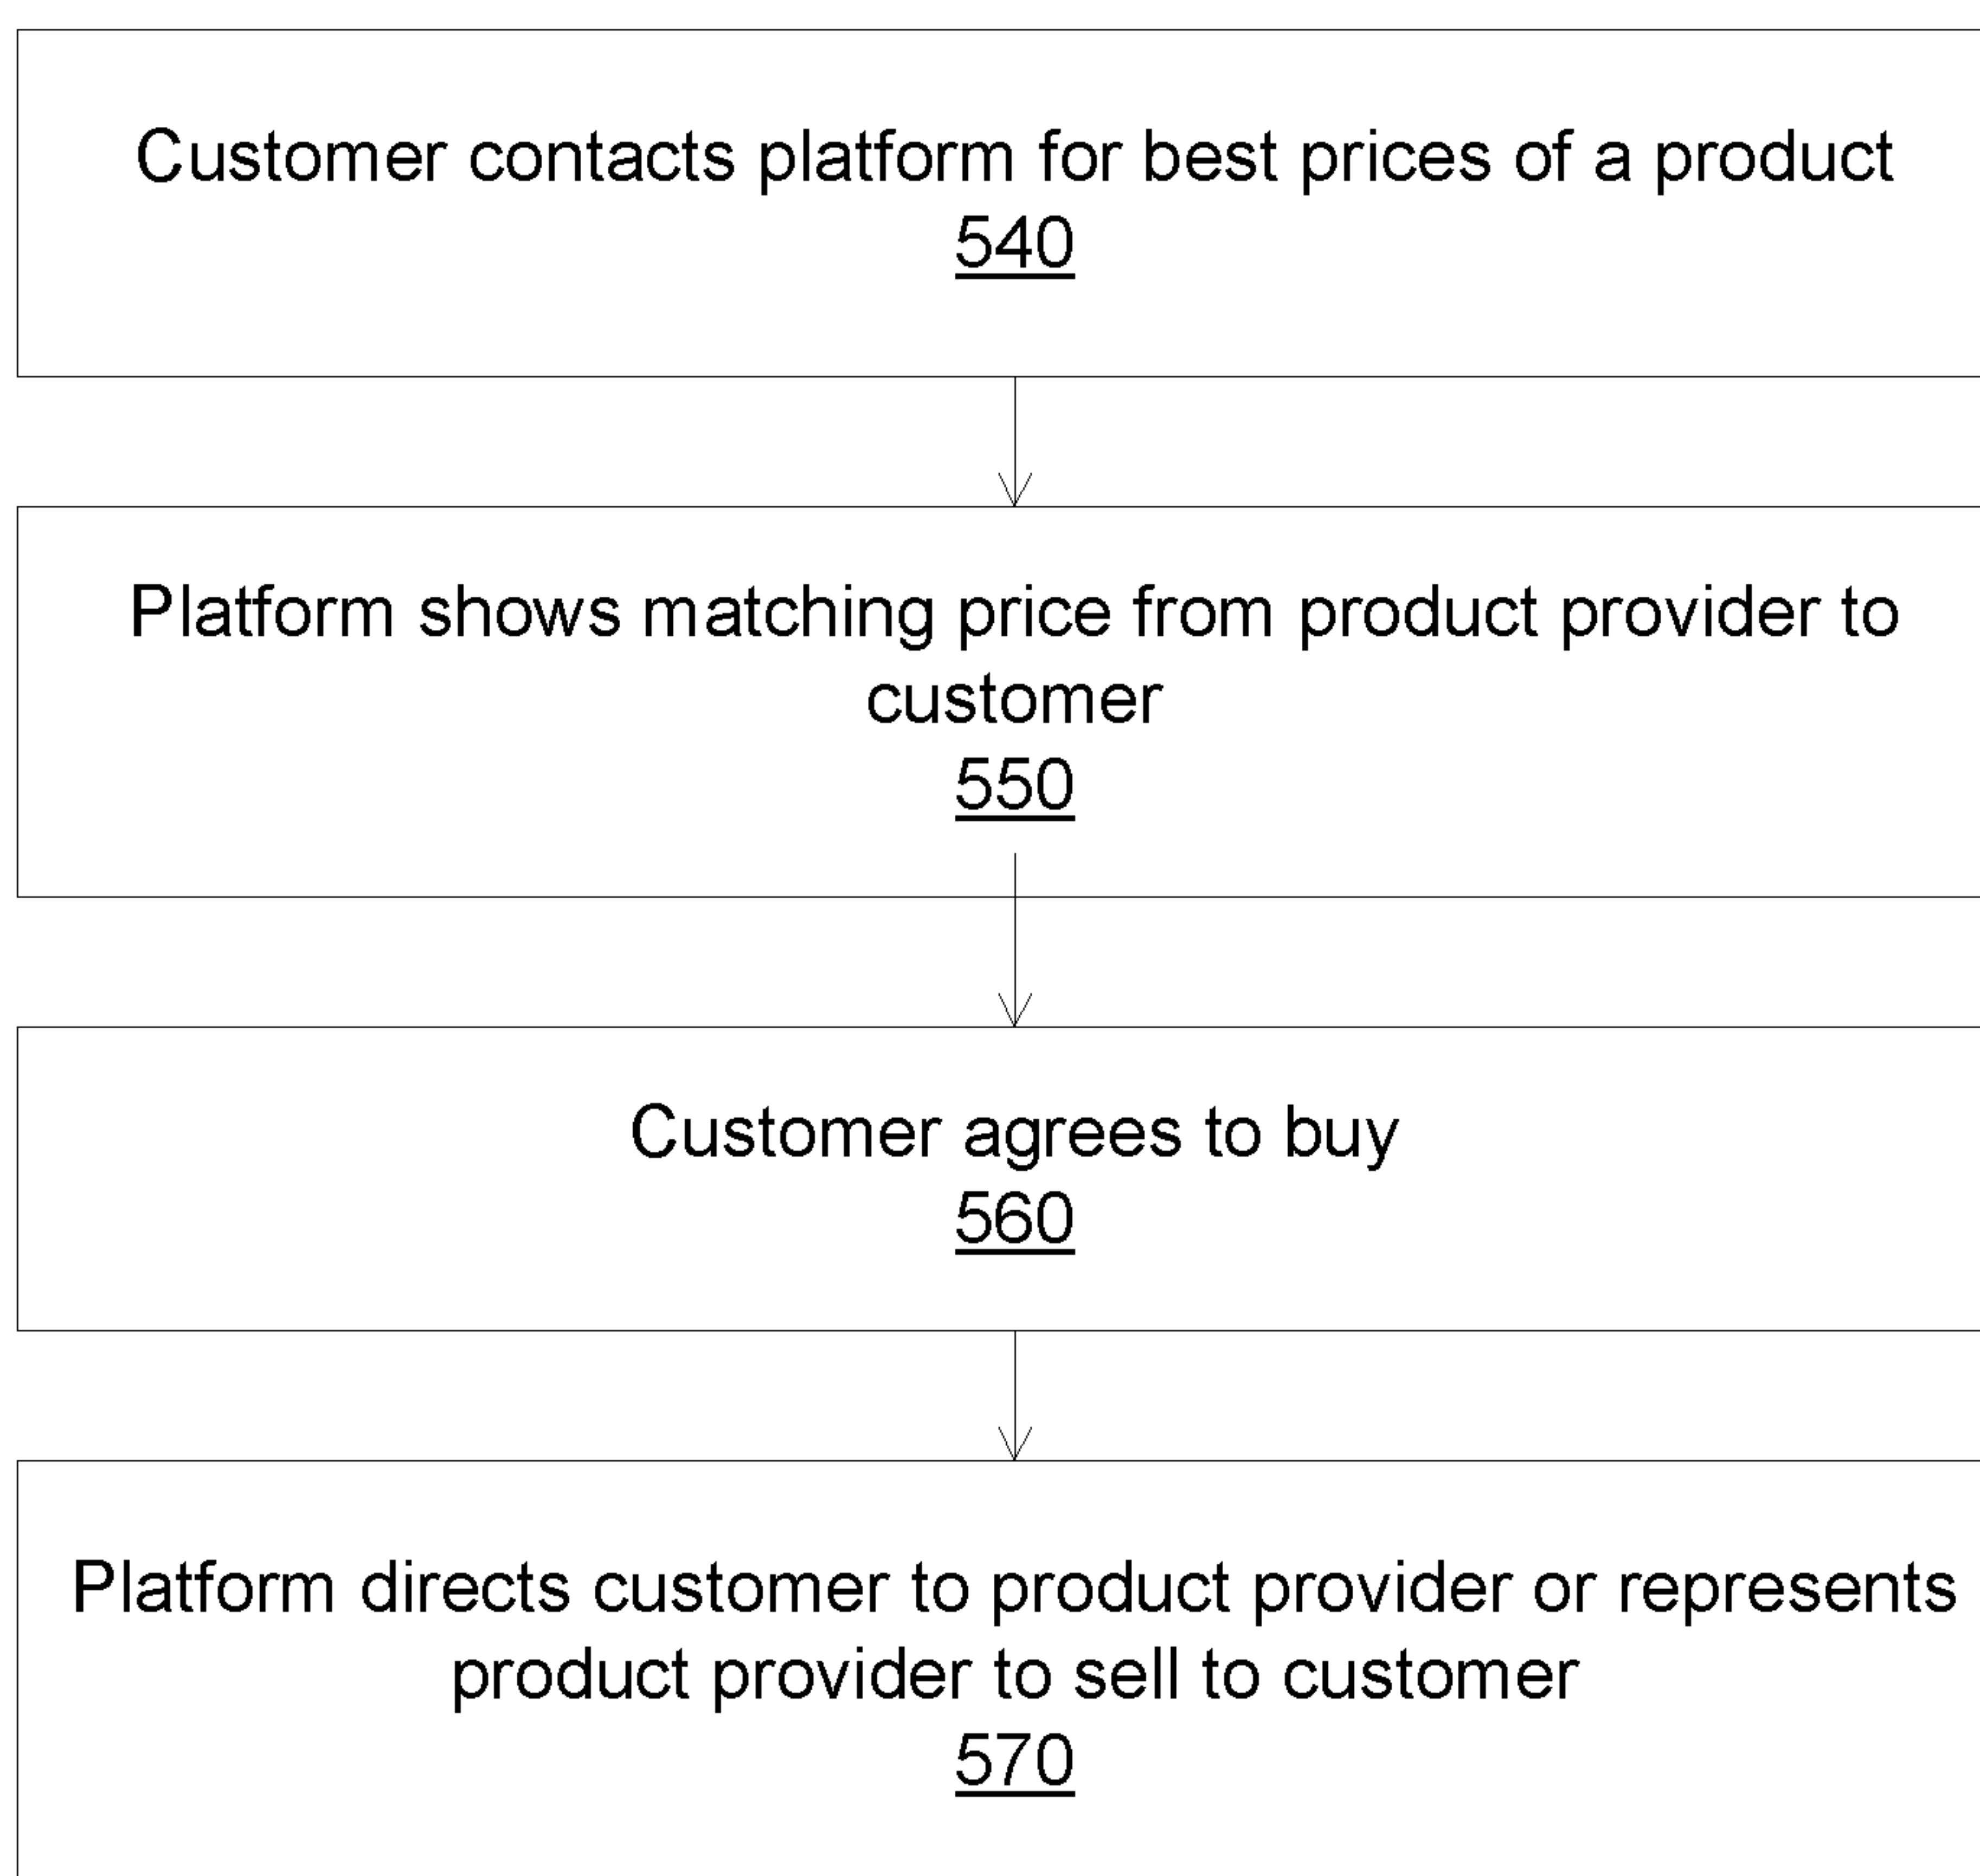 Customer contacts platform for best prices of a product
540
Platform shows matching price from product provider to
customer
550
Customer agrees to buy
560
Platform directs customer to product provider or represents
product provider to sell to customer
570